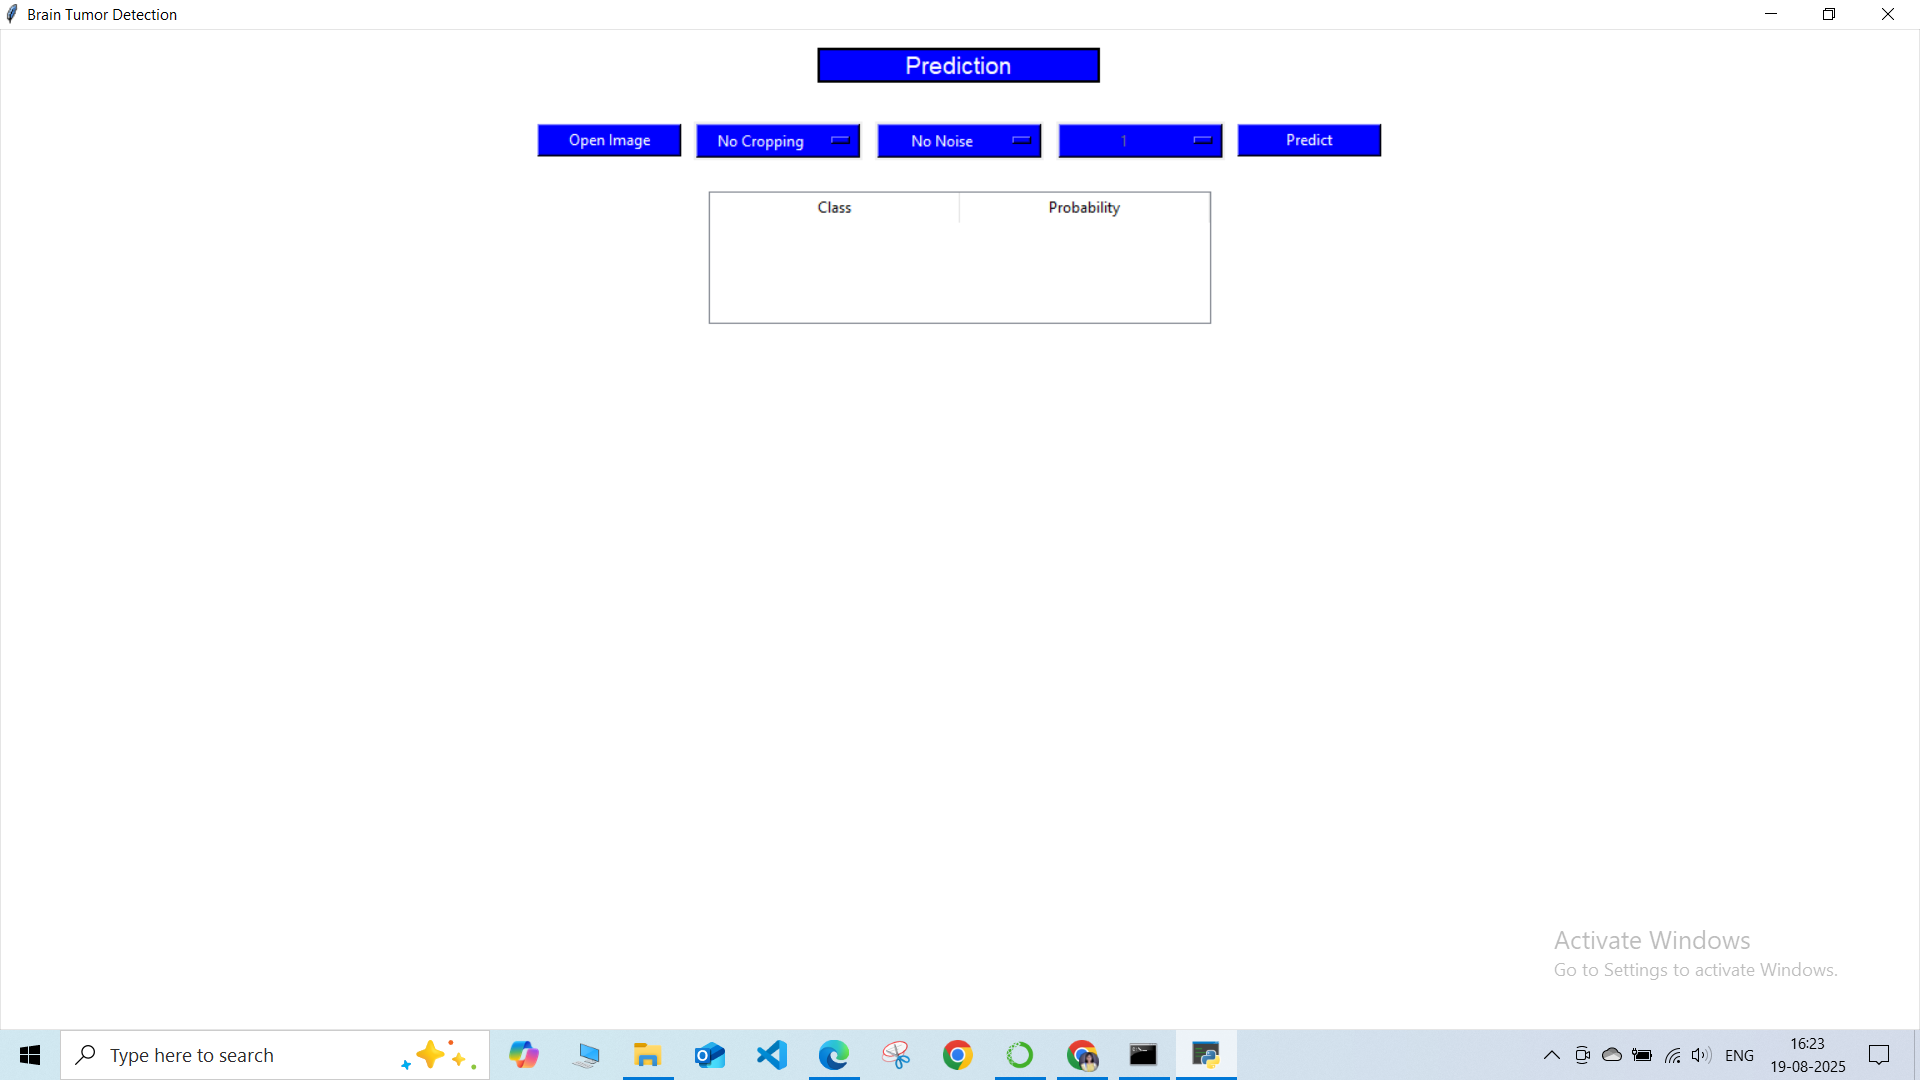 Brain Tumor Detection
Prediction
Open Image
No Cropping
No Noise
1
Predict
Class
Probability
Activate Windows
Go to Settings to activate Windows.
Type here to search
ENG
16:23
19-08-2025